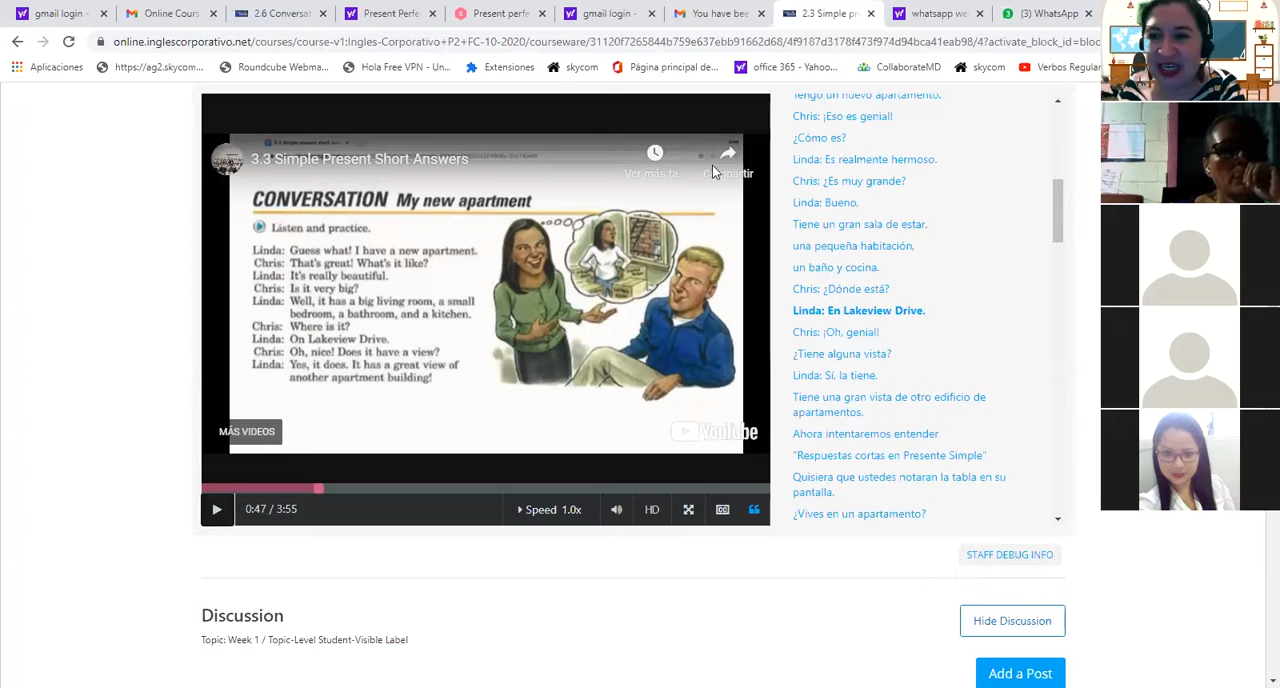 gmail login -
Online Cours
2.6 Conversat
Present Perfe
Present perfe
gmail login -
You have bee
2.3 Simple pr
whatsapp we
(3) WhatsApp
online.inglescorporativo.net/courses/course-v1:Ingles-Corporativo+P2+FC-10-2020/courseware/31120f7265844b759e637ebb91662d68/4f9187d3178f473f974d94bca41eab98/4?activate_block_id=bloc
Aplicaciones
https://ag2.skycom...
Roundcube Webma...
Hola Free VPN - Un...
Extensiones
skycom
Página principal de...
office 365 - Yahoo...
CollaborateMD
skycom
Verbos Regular
3.3 Simple Present Short Answers
Ver más ta...
Compartir
CONVERSATION My new apartment
Listen and practice.
Linda: Guess what! I have a new apartment.
Chris: That's great! What's it like?
Linda: It's really beautiful.
Chris: Is it very big?
Linda: Well, it has a big living room, a small
bedroom, a bathroom, and a kitchen.
Chris: Where is it?
Linda: On Lakeview Drive.
Chris: Oh, nice! Does it have a view?
Linda: Yes, it does. It has a great view of
another apartment building!
MÁS VIDEOS
YouTube
0:47 / 3:55
Speed 1.0x
HD
Tengo un nuevo apartamento.
Chris: ¡Eso es genial!
¿Cómo es?
Linda: Es realmente hermoso.
Chris: ¿Es muy grande?
Linda: Bueno,
Tiene un gran sala de estar,
una pequeña habitación,
un baño y cocina.
Chris: ¿Dónde está?
Linda: En Lakeview Drive.
Chris: ¡Oh, genial!
¿Tiene alguna vista?
Linda: Sí, la tiene.
Tiene una gran vista de otro edificio de
apartamentos.
Ahora intentaremos entender
"Respuestas cortas en Presente Simple"
Quisiera que ustedes notaran la tabla en su
pantalla.
¿Vives en un apartamento?
STAFF DEBUG INFO
Discussion
Topic: Week 1 / Topic-Level Student-Visible Label
Hide Discussion
Add a Post